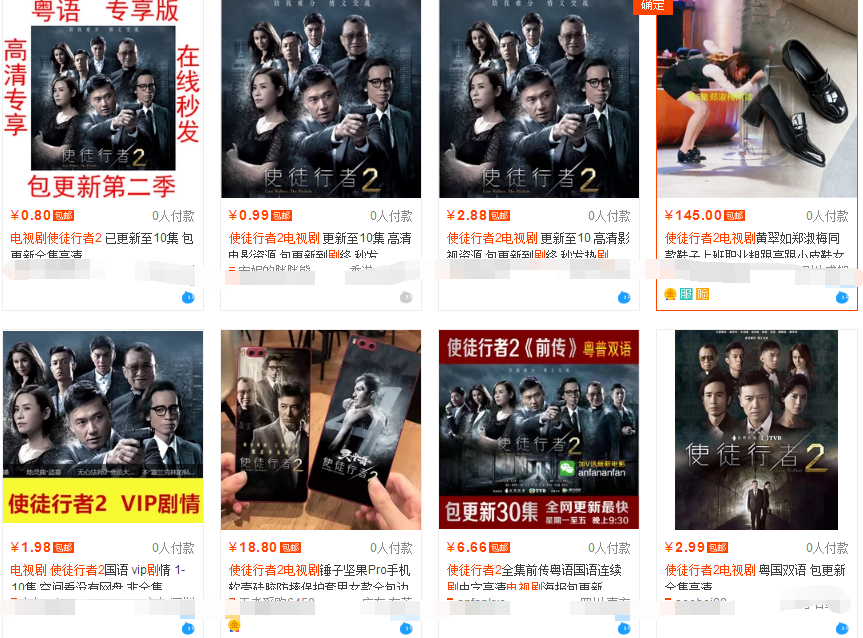 粤语 专享版
高清专享
在线秒发
使徒行者2
包更新第二季
使徒行者2
使徒行者2
确定
¥0.80 包邮 0人付款
¥0.99 包邮 0人付款
¥2.88 包邮 0人付款
¥145.00 包邮 0人付款
电视剧使徒行者2 已更新至10集 包
更新全集高清
使徒行者2电视剧 更新至10集 高清
电影资源 包更新到剧终 秒发
使徒行者2电视剧 更新至10 高清影
视资源 包更新到剧终 秒发热剧
使徒行者2电视剧黄翠如郑淑梅同
款鞋子上班职业粗跟高跟小皮鞋女
使徒行者2 VIP剧情
使徒行者2
使徒行者2
使徒行者2《前传》粤普双语
使徒行者2
加V送最新电影
anfananfan
包更新30集
全网更新最快
星期一至五 晚上9:30
TVB
使徒行者2
¥1.98 包邮 0人付款
¥18.80 包邮 0人付款
¥6.66 包邮 0人付款
¥2.99 包邮 0人付款
电视剧 使徒行者2国语 vip剧情 1-
10集 空间看没有网盘 非全集
使徒行者2电视剧锤子坚果Pro手机
软壳硅胶防摔保护套男女款全包边
使徒行者2全集前传粤语国语连续
剧中字高清电视剧海报包更新
使徒行者2电视剧 粤国双语 包更新
全集高清